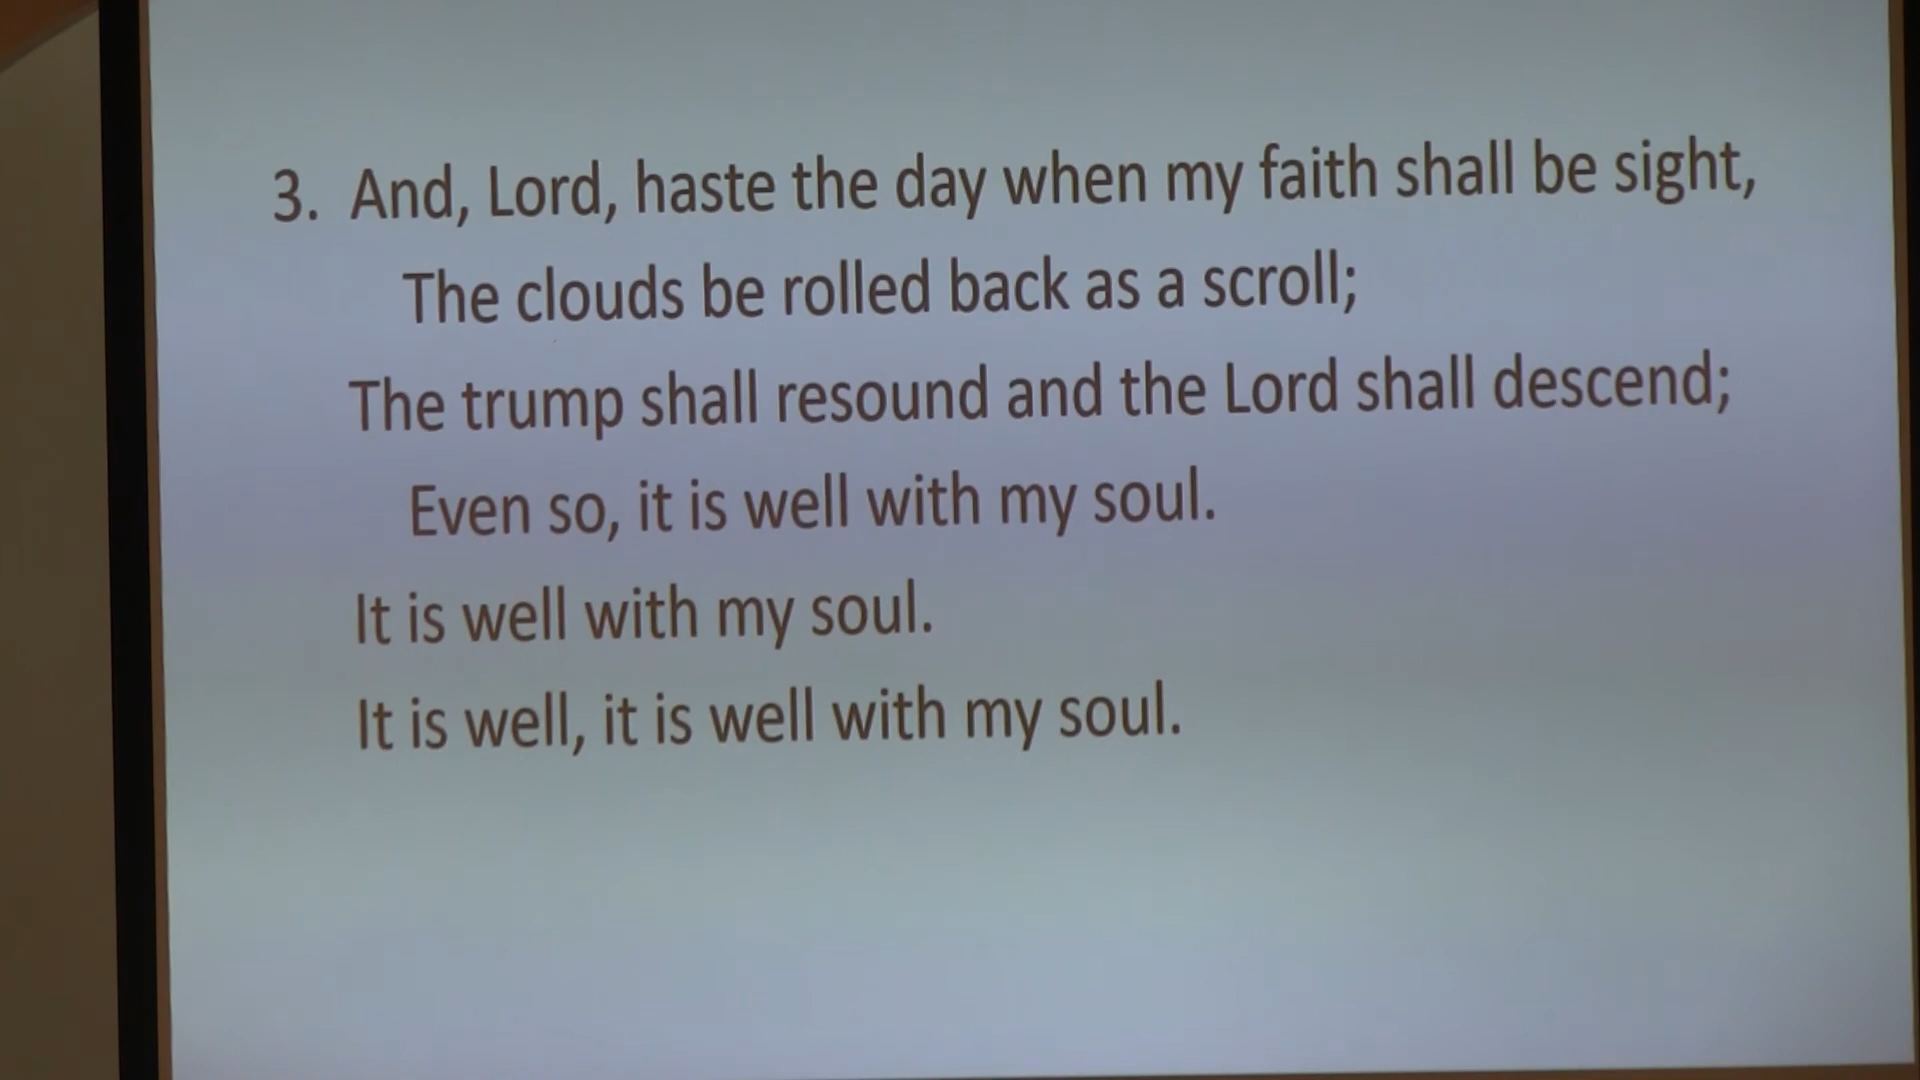 3. And, Lord, haste the day when my faith shall be sight,
The clouds be rolled back as a scroll;
The trump shall resound and the Lord shall descend;
Even so, it is well with my soul.
It is well with my soul.
It is well, it is well with my soul.